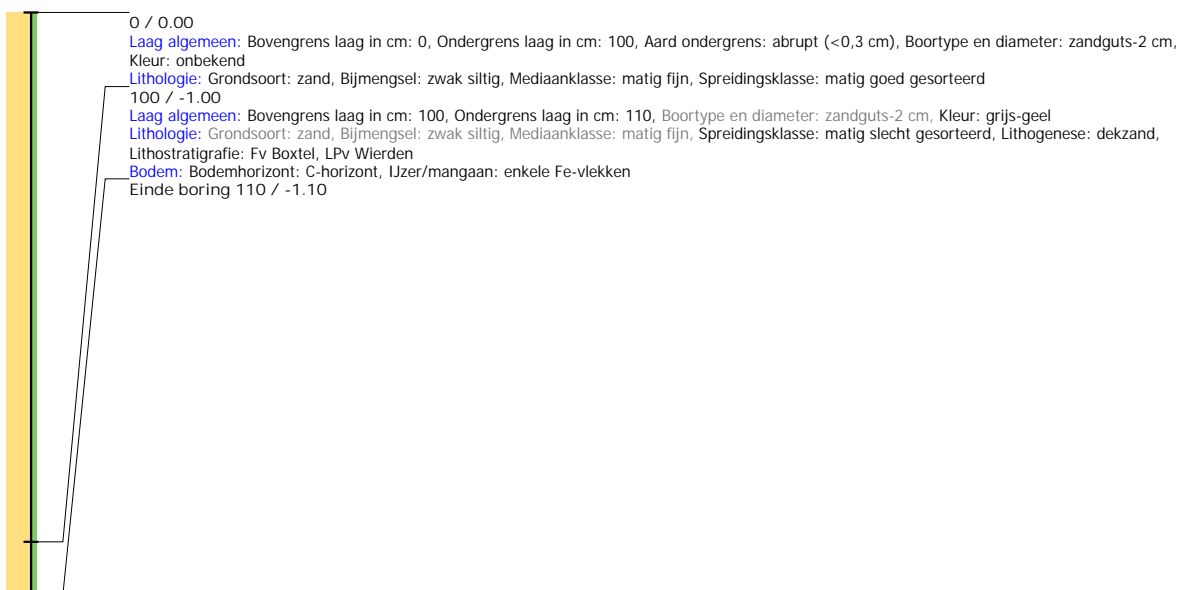 0 / 0.00
Laag algemeen: Bovengrens laag in cm: 0, Ondergrens laag in cm: 100, Aard ondergrens: abrupt (<0,3 cm), Boortype en diameter: zandguts-2 cm,
Kleur: onbekend
Lithologie: Grondsoort: zand, Bijmengsel: zwak siltig, Mediaanklasse: matig fijn, Spreidingsklasse: matig goed gesorteerd
100 / -1.00
Laag algemeen: Bovengrens laag in cm: 100, Ondergrens laag in cm: 110, Boortype en diameter: zandguts-2 cm, Kleur: grijs-geel
Lithologie: Grondsoort: zand, Bijmengsel: zwak siltig, Mediaanklasse: matig fijn, Spreidingsklasse: matig slecht gesorteerd, Lithogenese: dekzand,
Lithostratigrafie: Fv Boxtel, LPv Wierden
Bodem: Bodemhorizont: C-horizont, IJzer/mangaan: enkele Fe-vlekken
Einde boring 110 / -1.10